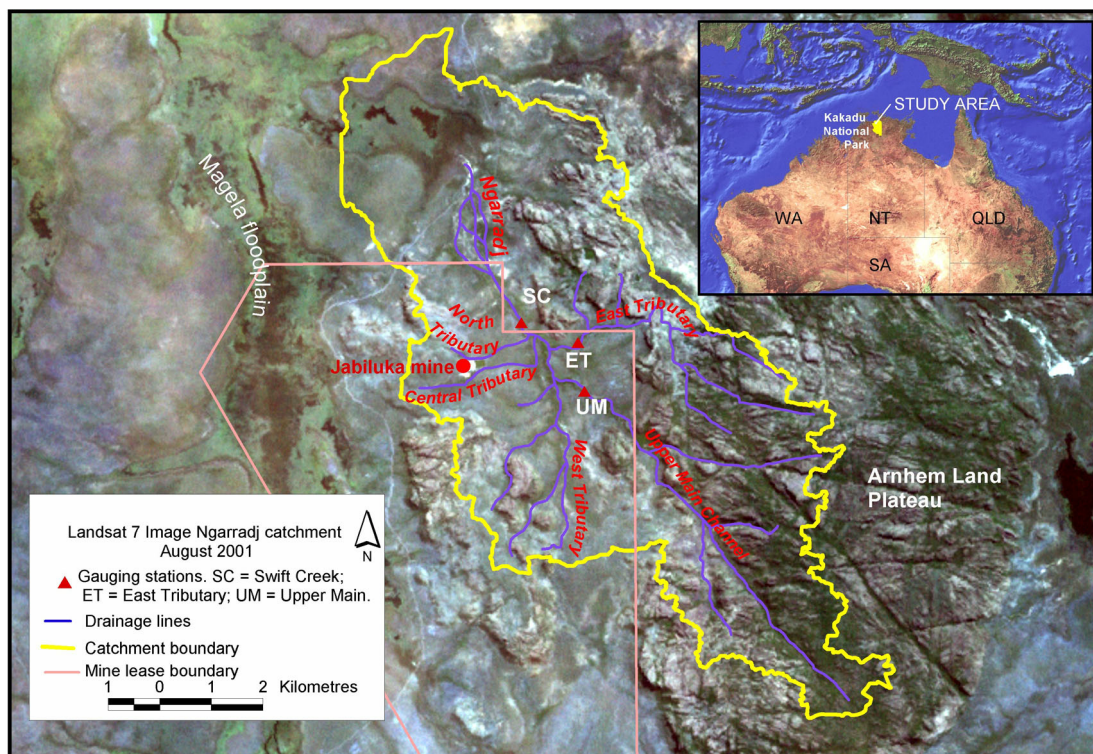 STUDY AREA
Kakadu
National
Park
WA
NT
QLD
SA
Magela floodplain
Ngarradj
SC
North
Tributary
East Tributary
ET
Jabiluka mine
Central Tributary
UM
West Tributary
Upper Main Channel
Arnhem Land
Plateau
Landsat 7 Image Ngarradj catchment
August 2001
N
Gauging stations. SC = Swift Creek;
ET = East Tributary; UM = Upper Main.
Drainage lines
Catchment boundary
Mine lease boundary
1 0 1 2 Kilometres